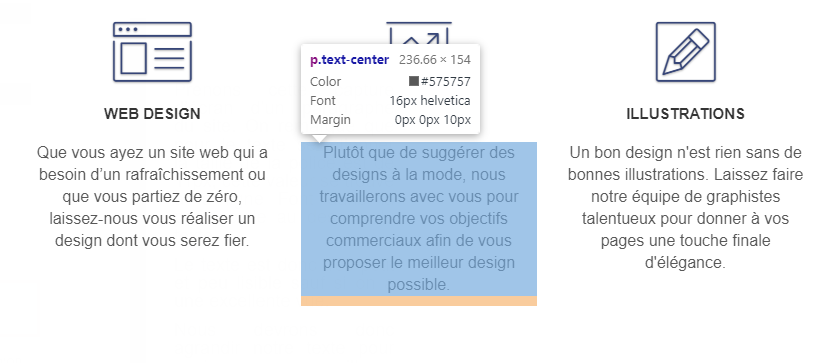 p.text-center 236.66 × 154
Color #575757
Font 16px helvetica
Margin 0px 0px 10px
WEB DESIGN
Que vous ayez un site web qui a
besoin d’un rafraîchissement ou
que vous partiez de zéro,
laissez-nous vous réaliser un
design dont vous serez fier.
Plutôt que de suggérer des
designs à la mode, nous
travaillerons avec vous pour
comprendre vos objectifs
commerciaux afin de vous
proposer le meilleur design
possible.
ILLUSTRATIONS
Un bon design n'est rien sans de
bonnes illustrations. Laissez faire
notre équipe de graphistes
talentueux pour donner à vos
pages une touche finale
d'élégance.